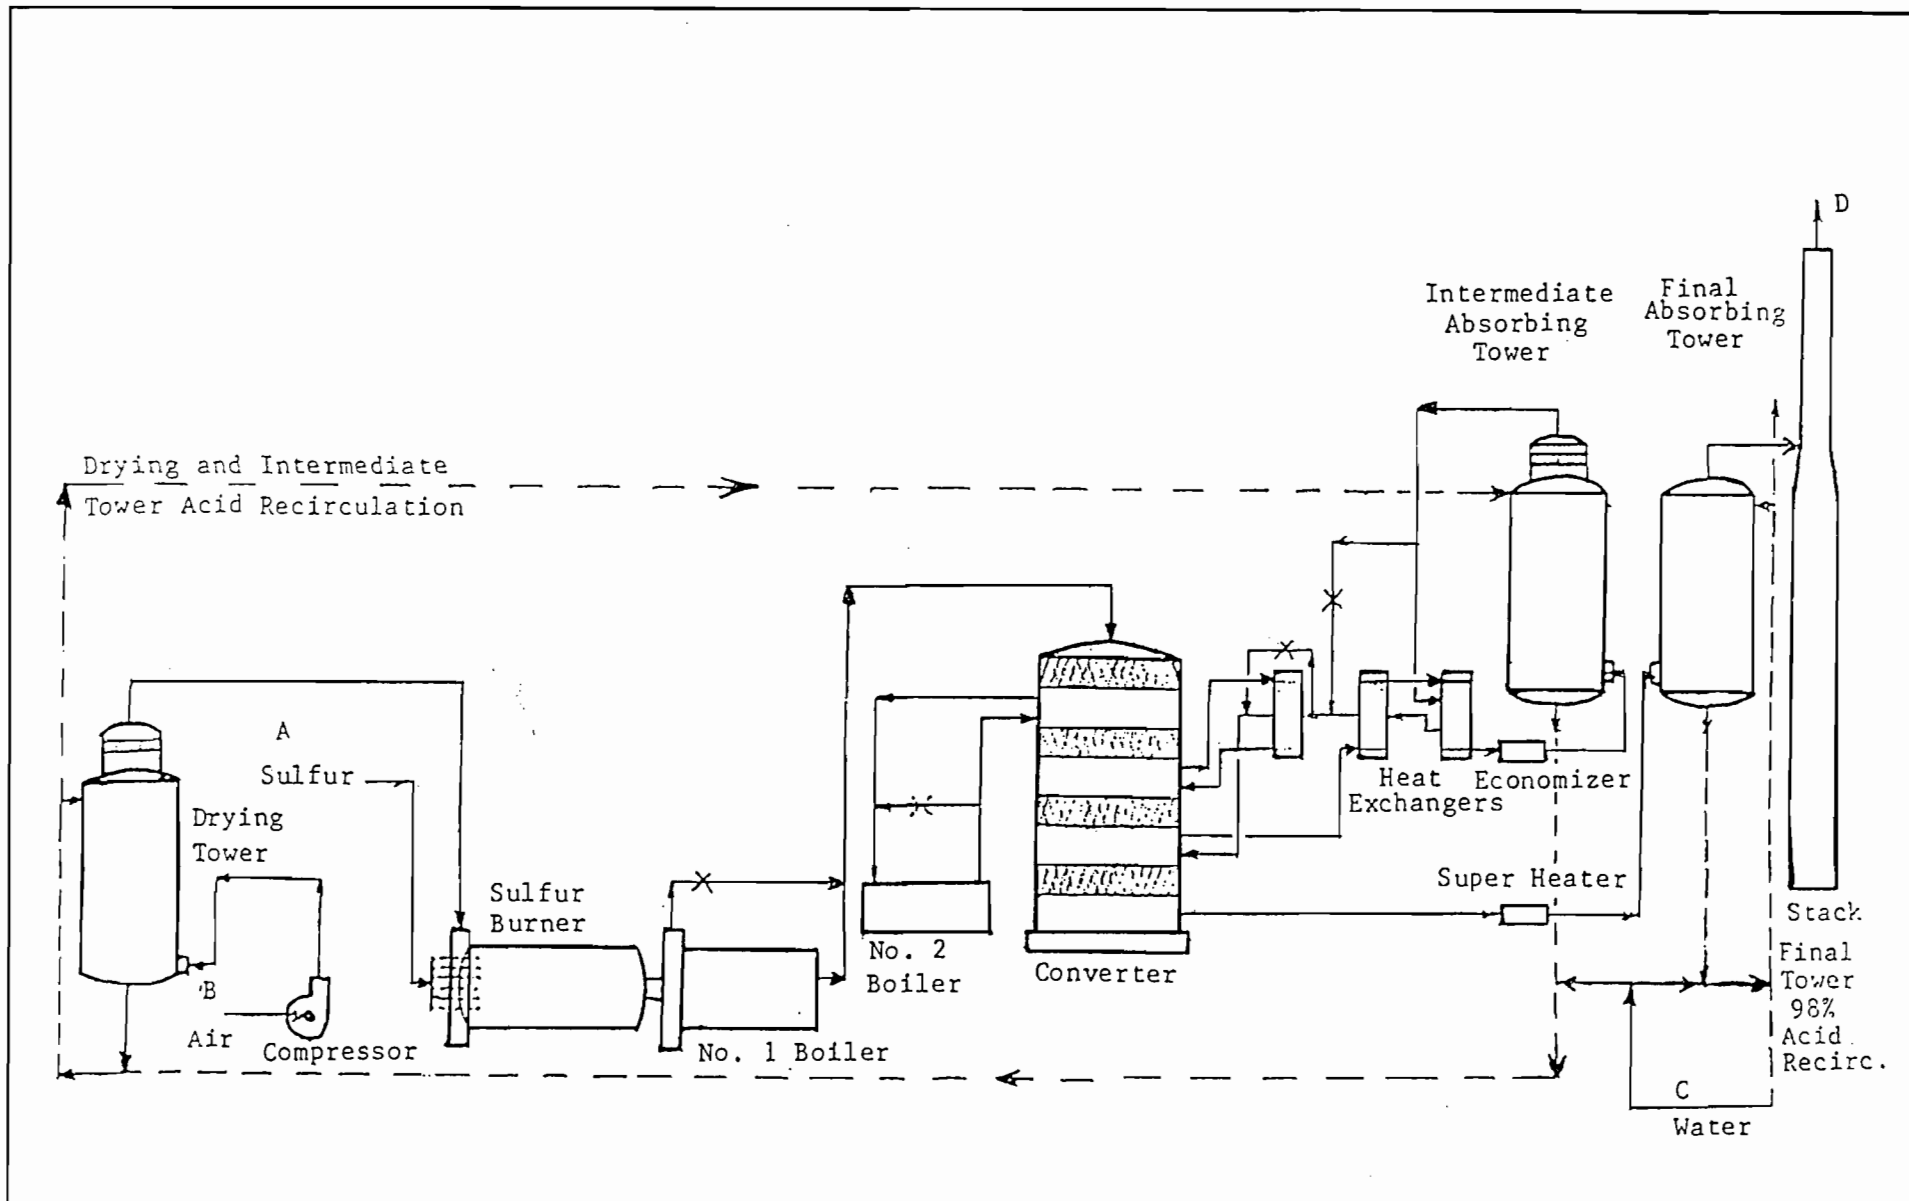 D
Intermediate
Absorbing
Tower
Final
Absorbing
Tower
Drying and Intermediate
Tower Acid Recirculation
A
Sulfur
Drying
Tower
Heat
Exchangers
Economizer
Sulfur
Burner
Super Heater
Stack
No. 2
Boiler
Converter
B
Air
Compressor
No. 1 Boiler
Final
Tower
98%
Acid
Recirc.
C
Water